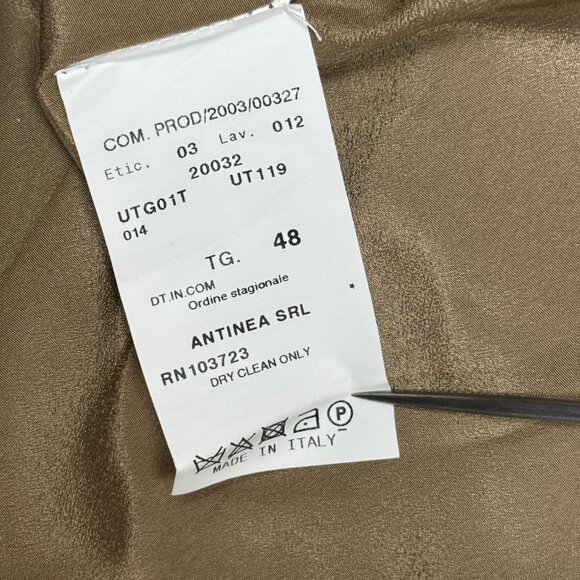 COM. PROD/2003/00327
Etic. 03 Lav. 012
20032
UTG01T UT119
014
TG. 48
DT.IN.COM
Ordine stagionale *
ANTINEA SRL
RN103723
DRY CLEAN ONLY
P
MADE IN ITALY